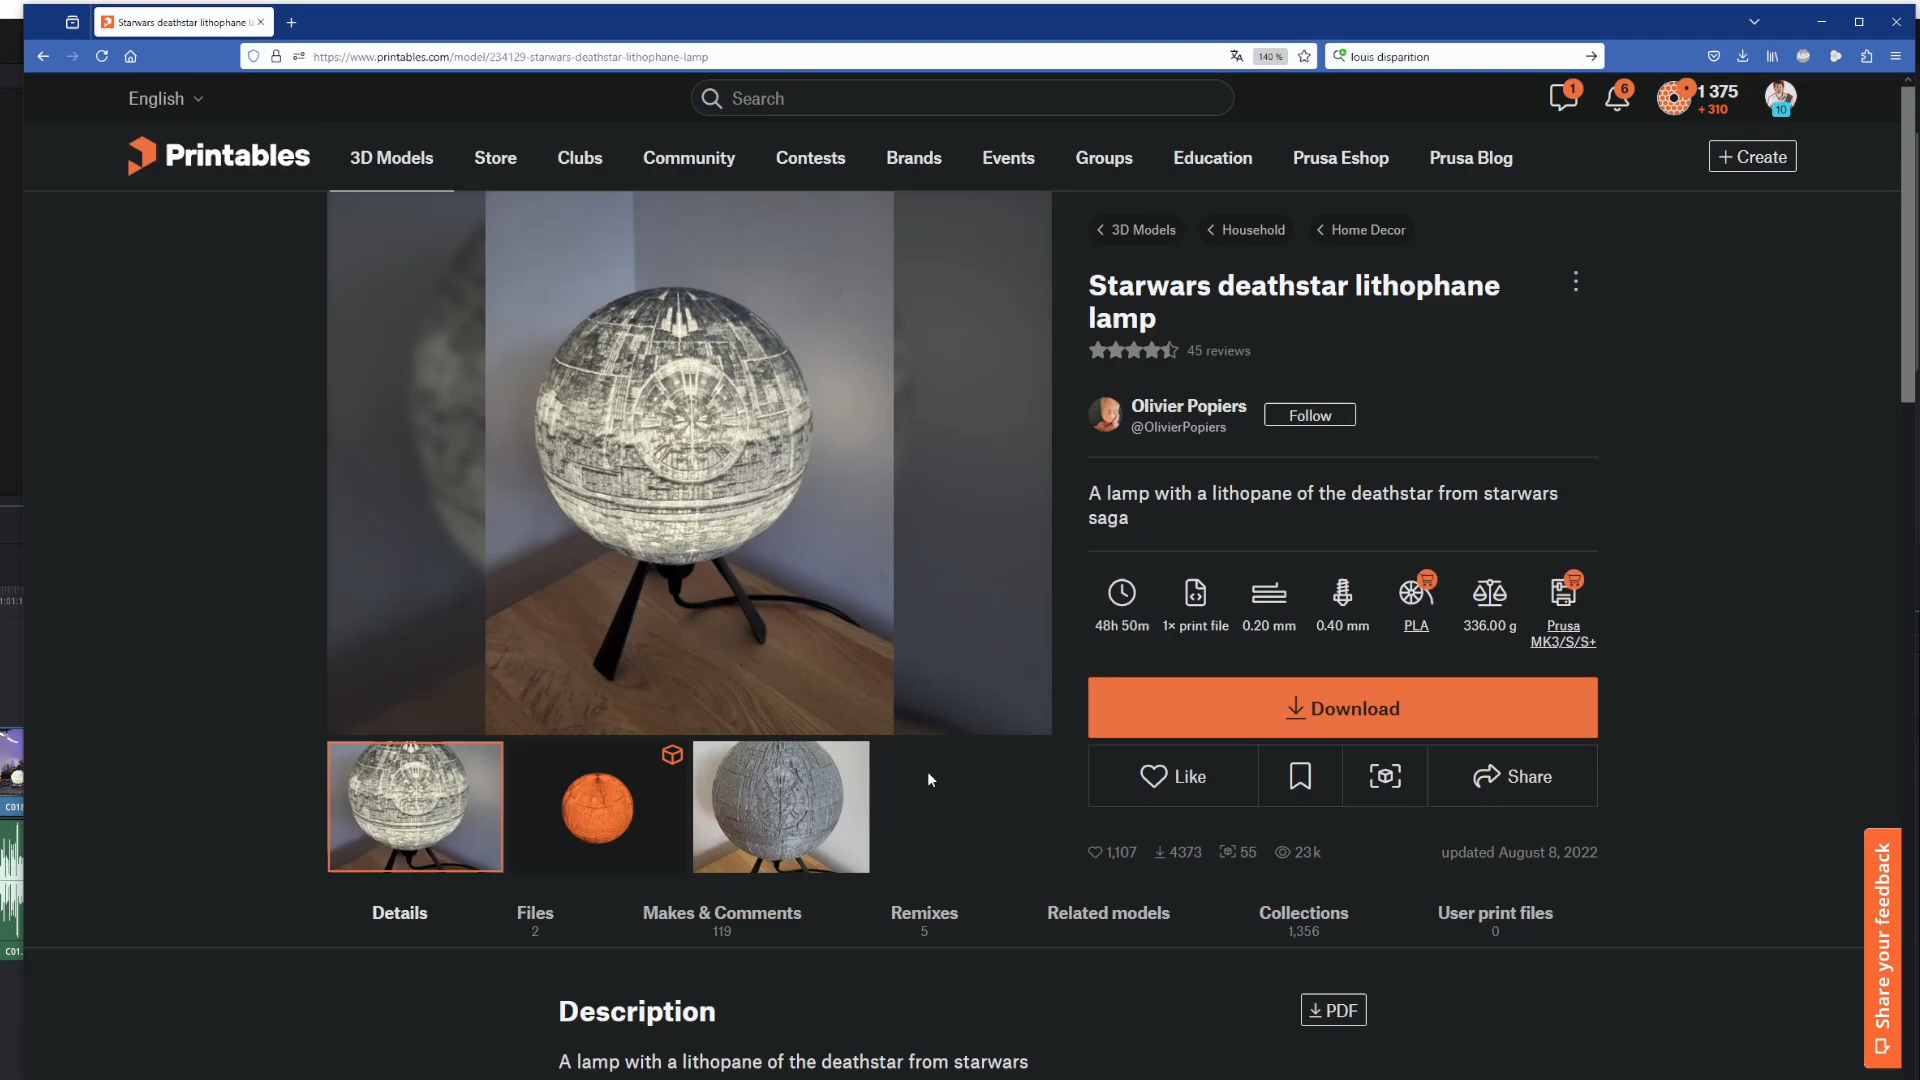 Starwars deathstar lithophane la
https://www.printables.com/model/234129-starwars-deathstar-lithophane-lamp
140 %
louis disparition
ABP
English
Search
1
6
1 375
+ 310
10
Printables
3D Models
Store
Clubs
Community
Contests
Brands
Events
Groups
Education
Prusa Eshop
Prusa Blog
+ Create
3D Models
Household
Home Decor
Starwars deathstar lithophane
lamp
45 reviews
Olivier Popiers
@OlivierPopiers
Follow
A lamp with a lithopane of the deathstar from starwars
saga
48h 50m
1× print file
0.20 mm
0.40 mm
PLA
336.00 g
Prusa
MK3/S/S+
Download
Like
Share
1,107
4373
55
23k
updated August 8, 2022
Details
Files
2
Makes & Comments
119
Remixes
5
Related models
Collections
1,356
User print files
0
Share your feedback
Description
PDF
A lamp with a lithopane of the deathstar from starwars